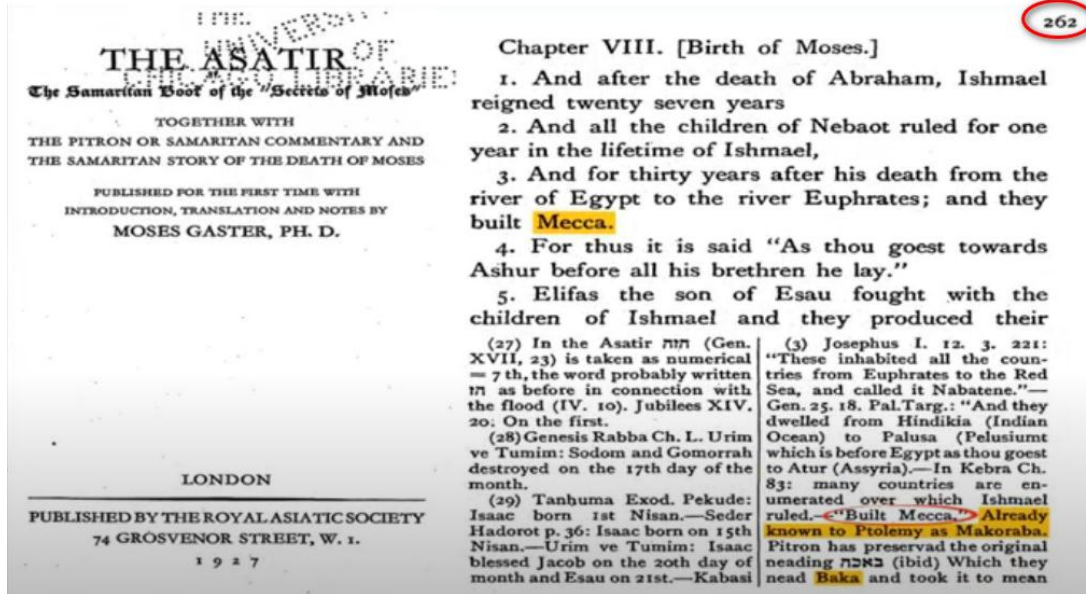 THE
UNIVERSITY
OF
CHICAGO LIBRARIE
THE ASATIR
The Samaritan Book of the "Secrets of Moses"
TOGETHER WITH
THE PITRON OR SAMARITAN COMMENTARY AND
THE SAMARITAN STORY OF THE DEATH OF MOSES
PUBLISHED FOR THE FIRST TIME WITH
INTRODUCTION, TRANSLATION AND NOTES BY
MOSES GASTER, PH. D.
LONDON
PUBLISHED BY THE ROYAL ASIATIC SOCIETY
74 GROSVENOR STREET, W. 1.
1927
262
Chapter VIII. [Birth of Moses.]
1. And after the death of Abraham, Ishmael
reigned twenty seven years
2. And all the children of Nebaot ruled for one
year in the lifetime of Ishmael,
3. And for thirty years after his death from the
river of Egypt to the river Euphrates; and they
built Mecca.
4. For thus it is said "As thou goest towards
Ashur before all his brethren he lay."
5. Elifas the son of Esau fought with the
children of Ishmael and they produced their
(27) In the Asatir הזה (Gen.
XVII, 23) is taken as numerical
= 7 th, the word probably written
as before in connection with
the flood (IV. 10). Jubilees XIV.
20: On the first.
(28) Genesis Rabba Ch. L. Urim
ve Tumim: Sodom and Gomorrah
destroyed on the 17th day of the
month.
(29) Tanhuma Exod. Pekude:
Isaac born 1st Nisan.—Seder
Hadorot p. 36: Isaac born on 15th
Nisan.—Urim ve Tumim: Isaac
blessed Jacob on the 20th day of
month and Esau on 21st.—Kabasi
(3) Josephus I. 12. 3. 221:
"These inhabited all the coun-
tries from Euphrates to the Red
Sea, and called it Nabatene."—
Gen. 25. 18. Pal.Targ.: "And they
dwelled from Hindikia (Indian
Ocean) to Palusa (Pelusiumt
which is before Egypt as thou goest
to Atur (Assyria).—In Kebra Ch.
83: many countries are en-
umerated over which Ishmael
ruled.—"Built Mecca," Already
known to Ptolemy as Makoraba.
Pitron has preservad the original
neading באכה (ibid) Which they
nead Baka and took it to mean